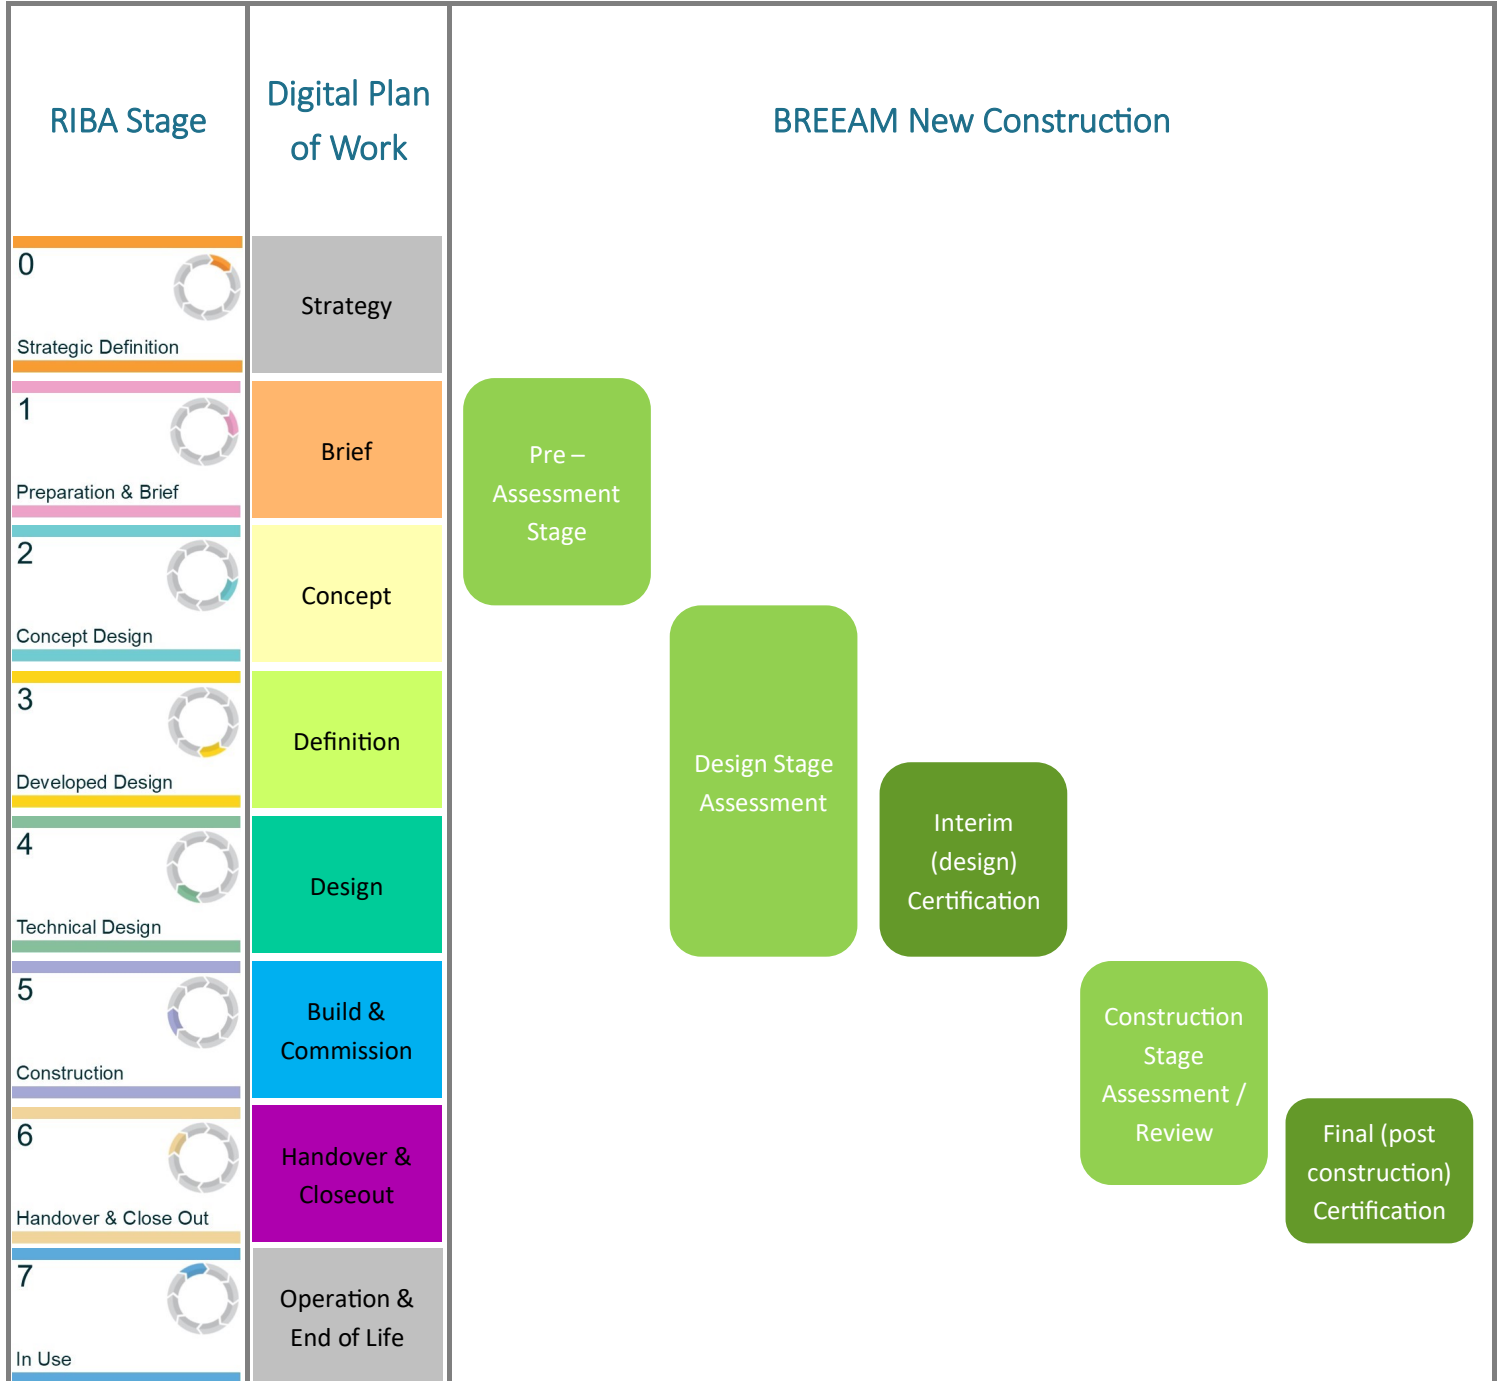 RIBA Stage
Digital Plan
of Work
BREEAM New Construction
0
Strategic Definition
Strategy
1
Preparation & Brief
Brief
Pre –
Assessment
Stage
2
Concept Design
Concept
3
Developed Design
Definition
Design Stage
Assessment
Interim
(design)
Certification
4
Technical Design
Design
5
Construction
Build &
Commission
Construction
Stage
Assessment /
Review
6
Handover & Close Out
Handover &
Closeout
Final (post
construction)
Certification
7
In Use
Operation &
End of Life